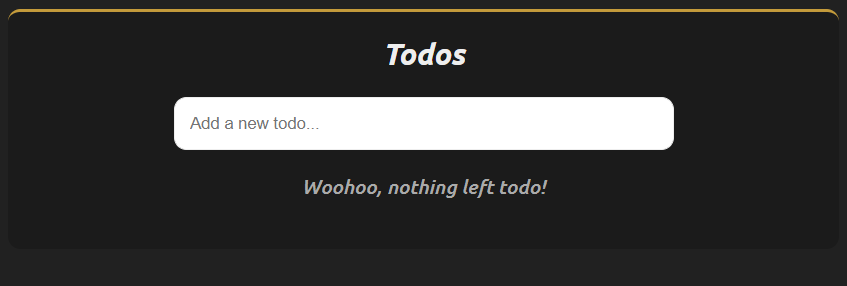 Todos
Add a new todo...
Woohoo, nothing left todo!